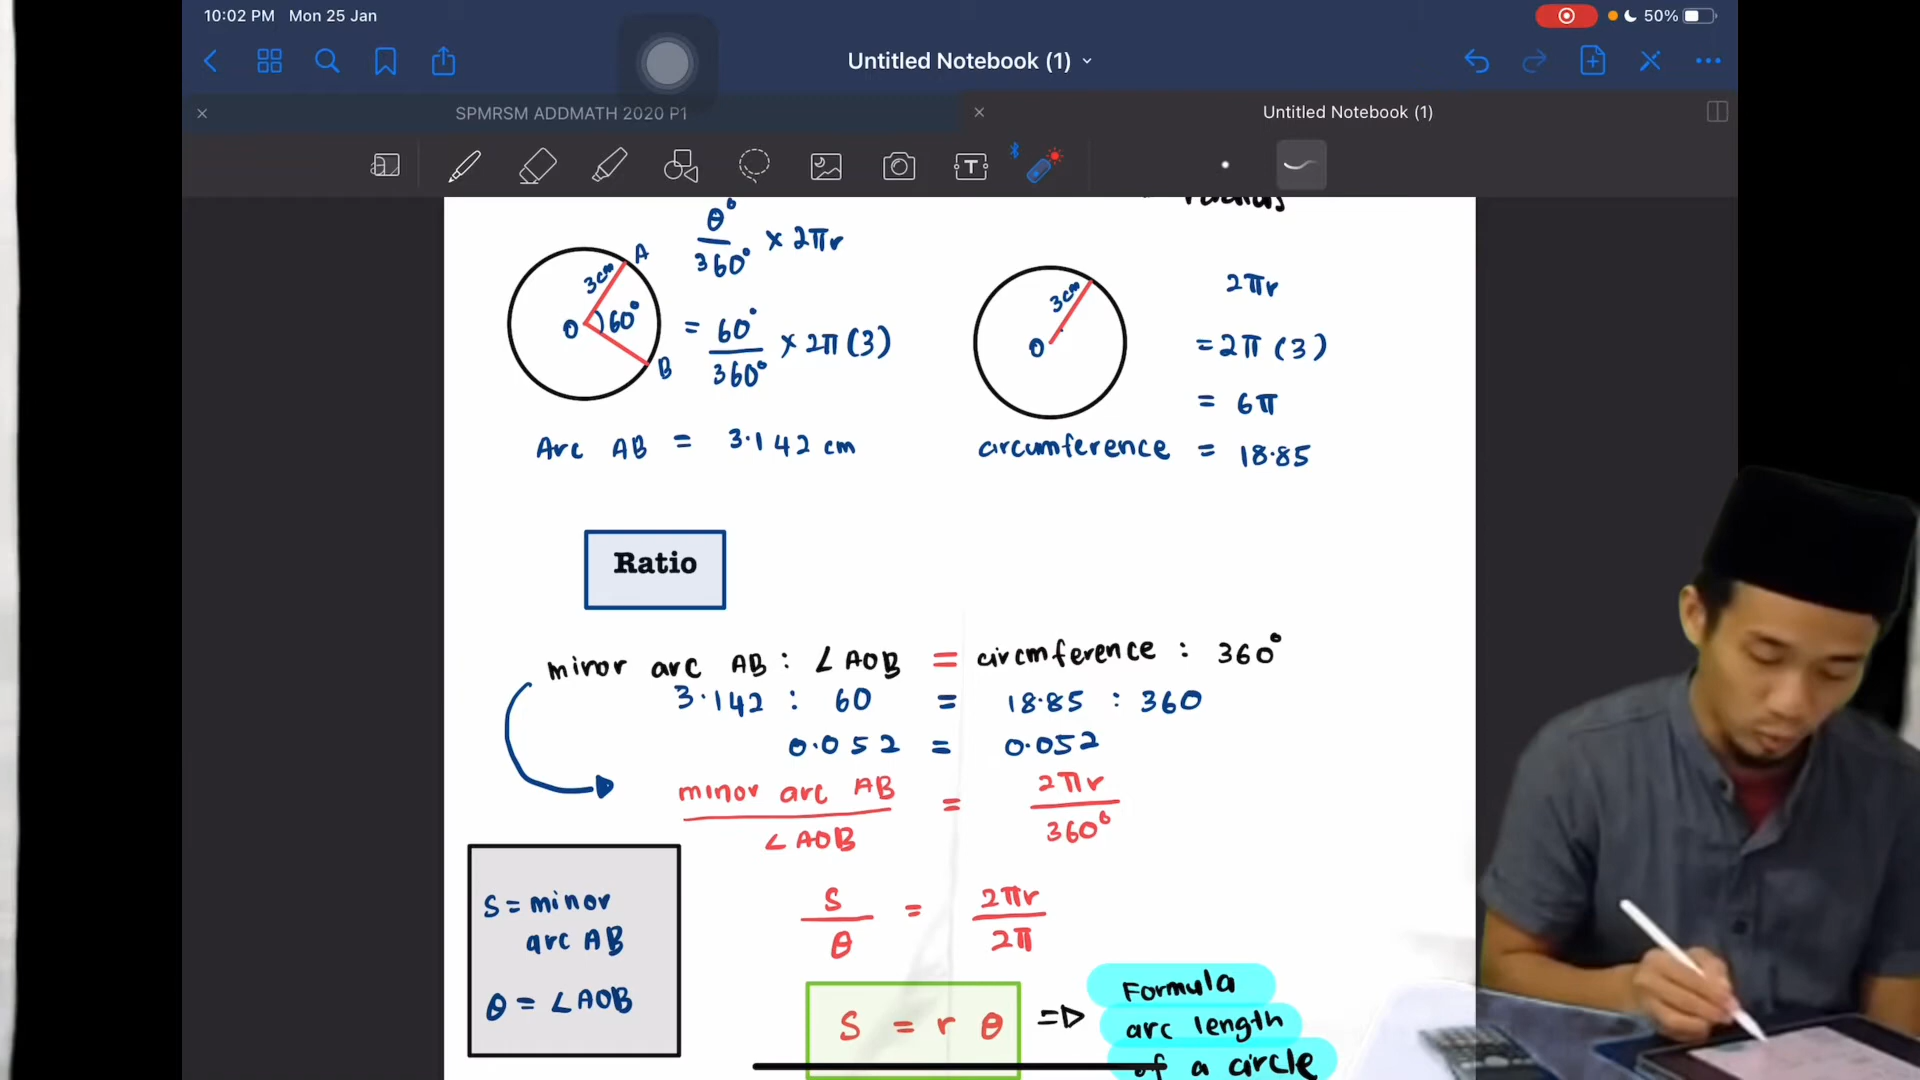 10:02 PM Mon 25 Jan
50%
Untitled Notebook (1)
SPMRSM ADDMATH 2020 P1
Untitled Notebook (1)
T
radius
θ°
360° × 2πr
A
3cm
O 60°
B
= 60°
360° × 2π (3)
Arc AB = 3.142 cm
3cm
O
2πr
= 2π (3)
= 6π
circumference = 18.85
Ratio
minor arc AB : ∠AOB = circmference : 360°
3.142 : 60 = 18.85 : 360
0.052 = 0.052
minor arc AB = 2πr
∠AOB 360°
S = minor
arc AB
θ = ∠AOB
S = 2πr
θ 2π
S = r θ =>
Formula
arc length
of a circle